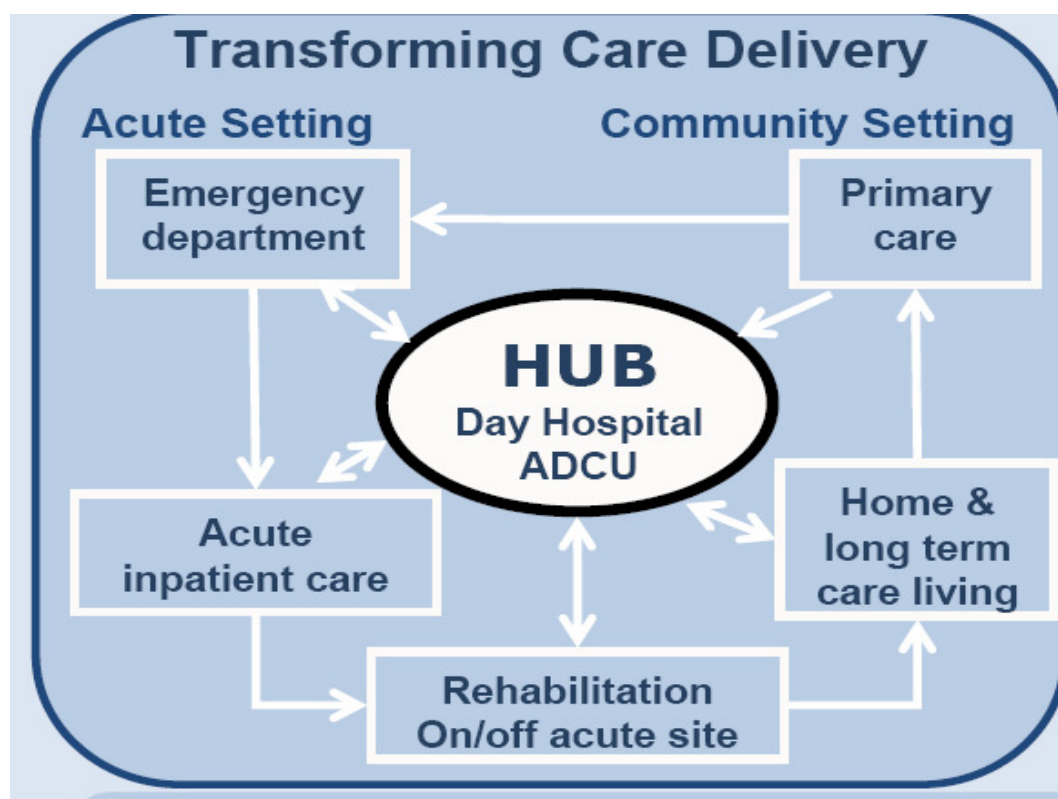 Transforming Care Delivery
Acute Setting
Community Setting
Emergency
department
Primary
care
HUB
Day Hospital
ADCU
Acute
inpatient care
Home &
long term
care living
Rehabilitation
On/off acute site